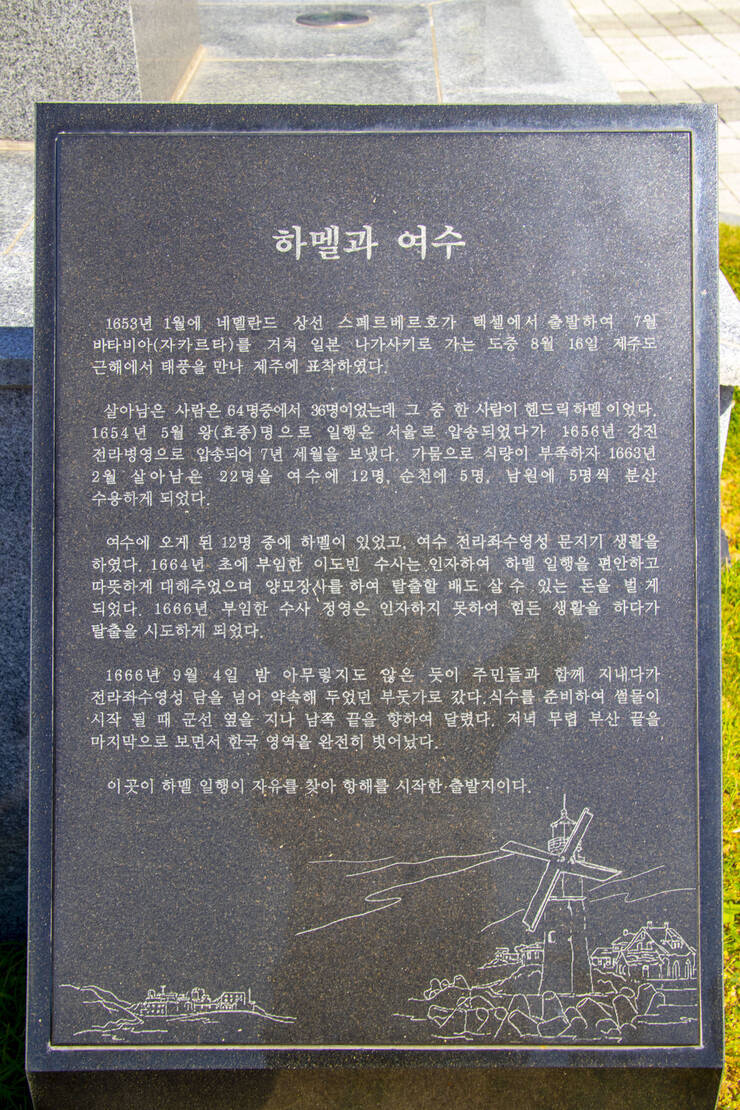 하멜과 여수
1653년 1월에 네델란드 상선 스페르베르호가 텍셀에서 출발하여 7월
바타비아(자카르타)를 거쳐 일본 나가사키로 가는 도중 8월 16일 제주도
근해에서 태풍을 만나 제주에 표착하였다.
살아남은 사람은 64명중에서 36명이었는데 그 중 한 사람이 헨드릭하멜이었다.
1654년 5월 왕(효종)명으로 일행은 서울로 압송되었다가 1656년 강진
전라병영으로 압송되어 7년 세월을 보냈다. 가뭄으로 식량이 부족하자 1663년
2월 살아남은 22명을 여수에 12명, 순천에 5명, 남원에 5명씩 분산
수용하게 되었다.
여수에 오게 된 12명 중에 하멜이 있었고, 여수 전라좌수영성 문지기 생활을
하였다. 1664년 초에 부임한 이도빈 수사는 인자하여 하멜 일행을 편안하고
따뜻하게 대해주었으며 양모장사를 하여 탈출할 배도 살 수 있는 돈을 벌 게
되었다. 1666년 부임한 수사 정영은 인자하지 못하여 힘든 생활을 하다가
탈출을 시도하게 되었다.
1666년 9월 4일 밤 아무렇지도 않은 듯이 주민들과 함께 지내다가
전라좌수영성 담을 넘어 약속해 두었던 부둣가로 갔다.식수를 준비하여 썰물이
시작 될 때 군선 옆을 지나 남쪽 끝을 향하여 달렸다. 저녁 무렵 부산 끝을
마지막으로 보면서 한국 영역을 완전히 벗어났다.
이곳이 하멜 일행이 자유를 찾아 항해를 시작한 출발지이다.